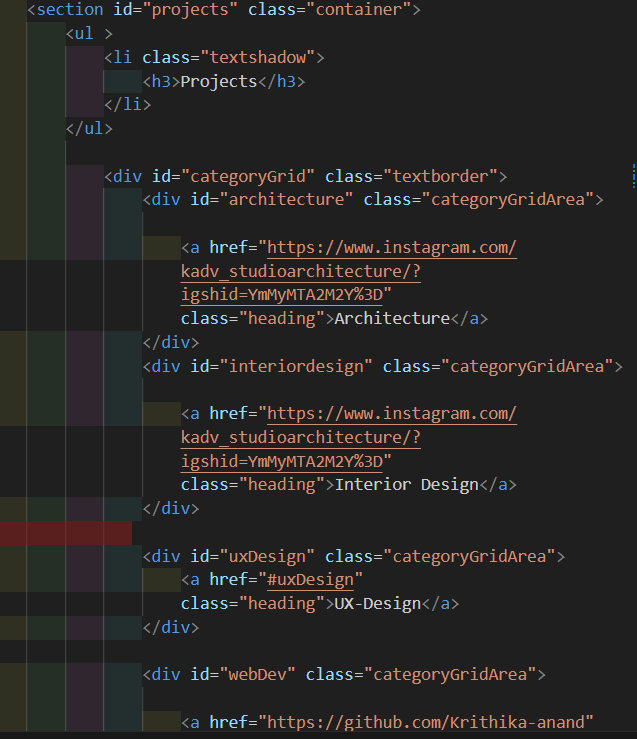 <section id="projects" class="container">
<ul >
<li class="textshadow">
<h3>Projects</h3>
</li>
</ul>
<div id="categoryGrid" class="textborder">
<div id="architecture" class="categoryGridArea">
<a href="https://www.instagram.com/
kadv_studioarchitecture/?
igshid=YmMyMTA2M2Y%3D"
class="heading">Architecture</a>
</div>
<div id="interiordesign" class="categoryGridArea">
<a href="https://www.instagram.com/
kadv_studioarchitecture/?
igshid=YmMyMTA2M2Y%3D"
class="heading">Interior Design</a>
</div>
<div id="uxDesign" class="categoryGridArea">
<a href="#uxDesign"
class="heading">UX-Design</a>
</div>
<div id="webDev" class="categoryGridArea">
<a href="https://github.com/Krithika-anand"